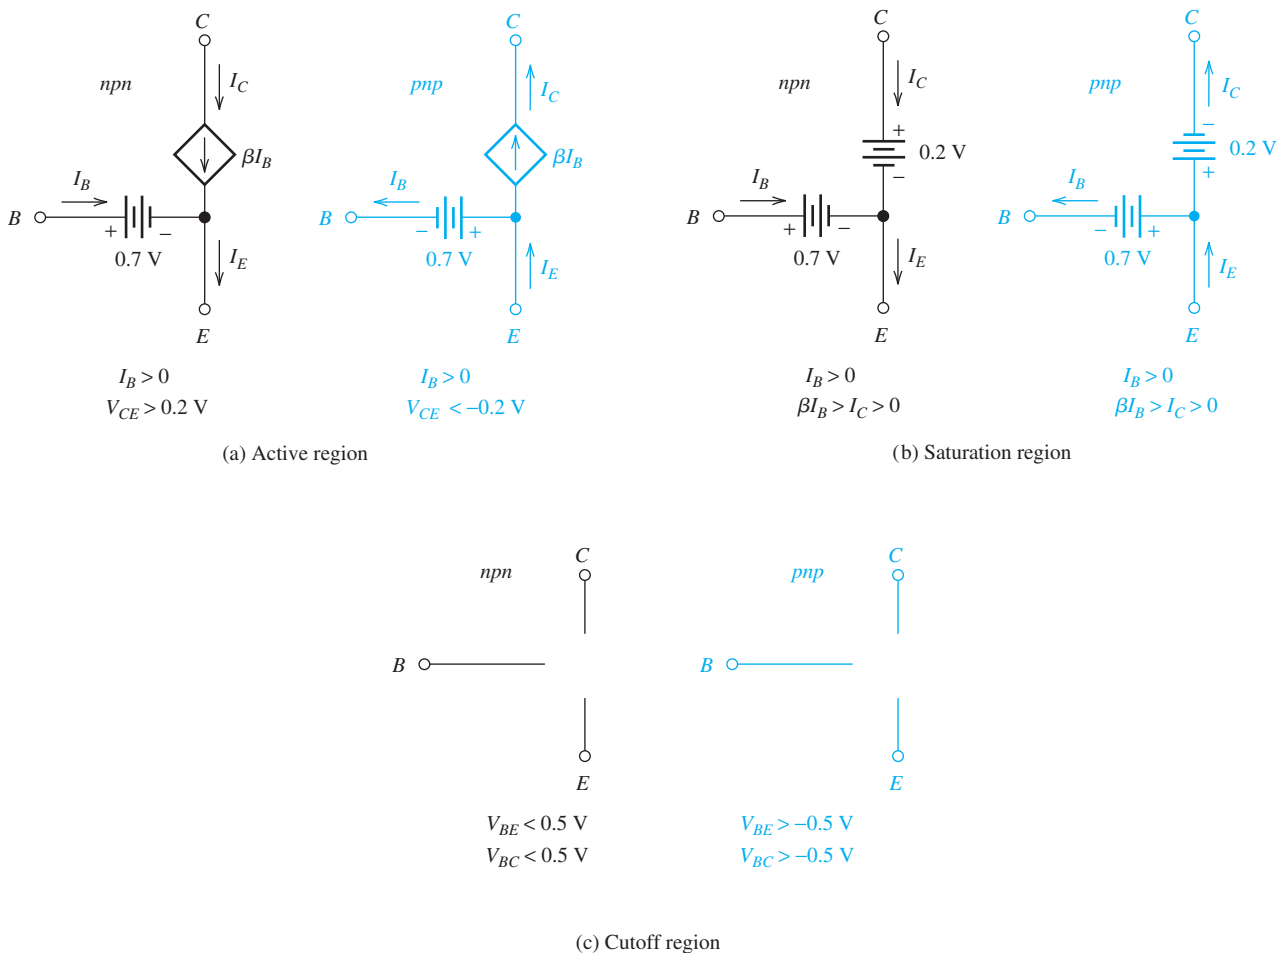 C
npn
I_C
βI_B
I_B
B
+
−
0.7 V
I_E
E
I_B > 0
V_CE > 0.2 V
C
pnp
I_C
βI_B
I_B
B
−
+
0.7 V
I_E
E
I_B > 0
V_CE < −0.2 V
(a) Active region
C
npn
I_C
+
0.2 V
−
I_B
B
+
−
0.7 V
I_E
E
I_B > 0
βI_B > I_C > 0
C
pnp
I_C
−
0.2 V
+
I_B
B
−
+
0.7 V
I_E
E
I_B > 0
βI_B > I_C > 0
(b) Saturation region
C
npn
B
E
V_BE < 0.5 V
V_BC < 0.5 V
C
pnp
B
E
V_BE > −0.5 V
V_BC > −0.5 V
(c) Cutoff region